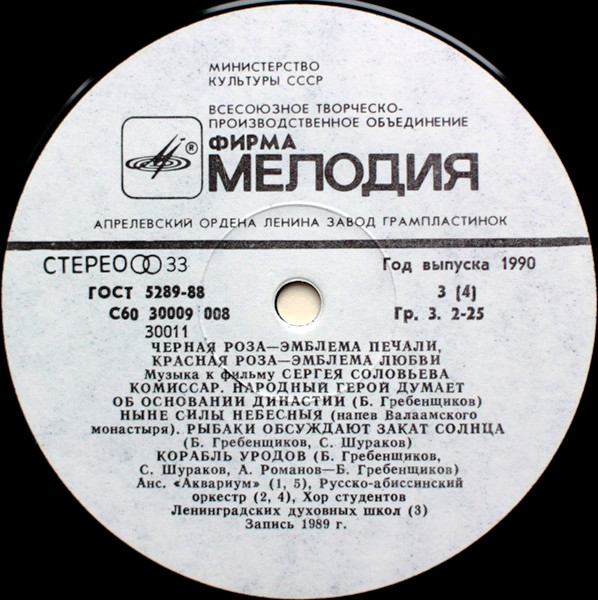 МИНИСТЕРСТВО
КУЛЬТУРЫ СССР
ВСЕСОЮЗНОЕ ТВОРЧЕСКО-
ПРОИЗВОДСТВЕННОЕ ОБЪЕДИНЕНИЕ
ФИРМА
®
МЕЛОДИЯ
АПРЕЛЕВСКИЙ ОРДЕНА ЛЕНИНА ЗАВОД ГРАМПЛАСТИНОК
СТЕРЕО 33 Год выпуска 1990
ГОСТ 5289-88 3 (4)
С60 30009 008 Гр. 3. 2-25
30011
ЧЕРНАЯ РОЗА—ЭМБЛЕМА ПЕЧАЛИ,
КРАСНАЯ РОЗА—ЭМБЛЕМА ЛЮБВИ
Музыка к фильму СЕРГЕЯ СОЛОВЬЕВА
КОМИССАР. НАРОДНЫЙ ГЕРОЙ ДУМАЕТ
ОБ ОСНОВАНИИ ДИНАСТИИ (Б. Гребенщиков)
НЫНЕ СИЛЫ НЕБЕСНЫЯ (напев Валаамского
монастыря). РЫБАКИ ОБСУЖДАЮТ ЗАКАТ СОЛНЦА
(Б. Гребенщиков, С. Шураков)
КОРАБЛЬ УРОДОВ (Б. Гребенщиков,
С. Шураков, А. Романов—Б. Гребенщиков)
Анс. «Аквариум» (1, 5), Русско-абиссинский
оркестр (2, 4), Хор студентов
Ленинградских духовных школ (3)
Запись 1989 г.